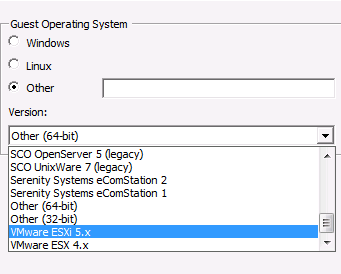 Guest Operating System
Windows
Linux
Other
Version:
Other (64-bit)
SCO OpenServer 5 (legacy)
SCO UnixWare 7 (legacy)
Serenity Systems eComStation 2
Serenity Systems eComStation 1
Other (64-bit)
Other (32-bit)
VMware ESXi 5.x
VMware ESX 4.x